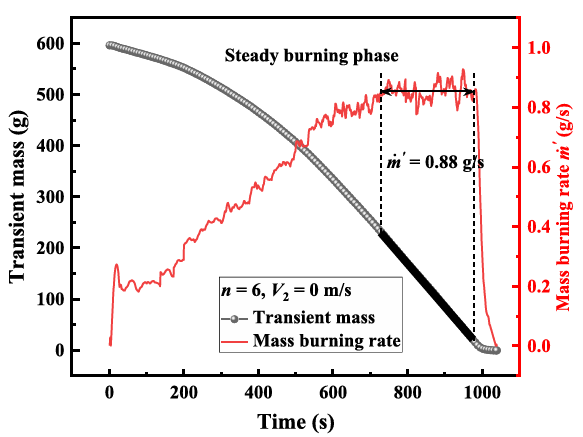 Steady burning phase
ṁ′ = 0.88 g/s
n = 6, V2 = 0 m/s
Transient mass
Mass burning rate
Transient mass (g)
600
500
400
300
200
100
0
0
200
400
600
800
1000
Time (s)
1.0
0.8
0.6
0.4
0.2
0.0
Mass burning rate ṁ′ (g/s)